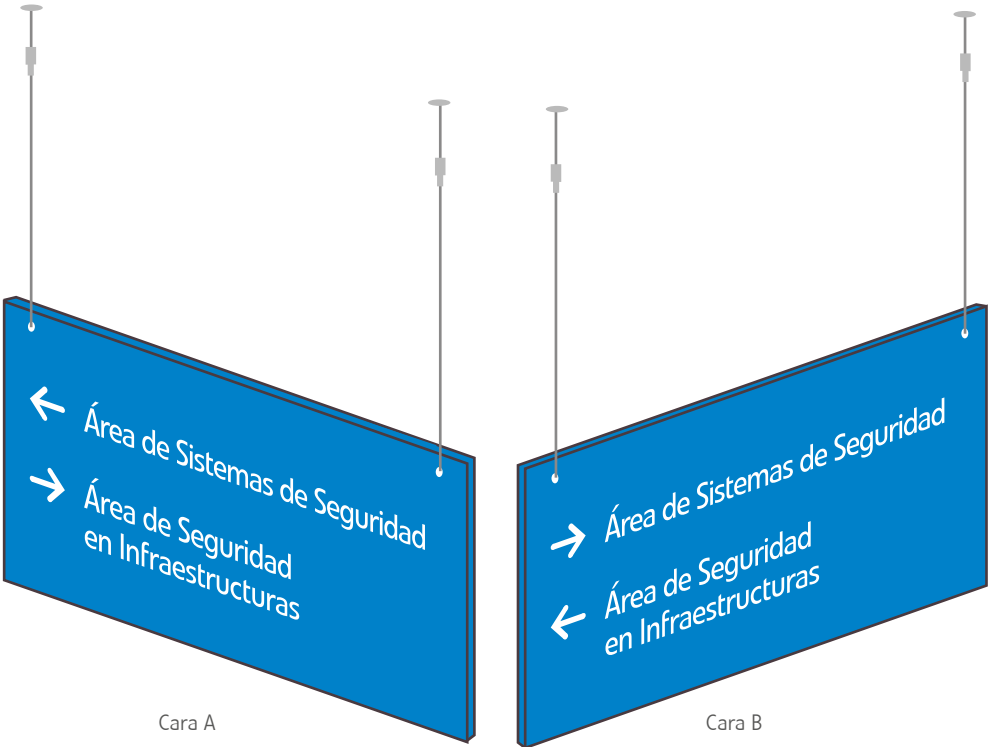 Área de Sistemas de Seguridad
Área de Seguridad
en Infraestructuras
Cara A
Área de Sistemas de Seguridad
Área de Seguridad
en Infraestructuras
Cara B